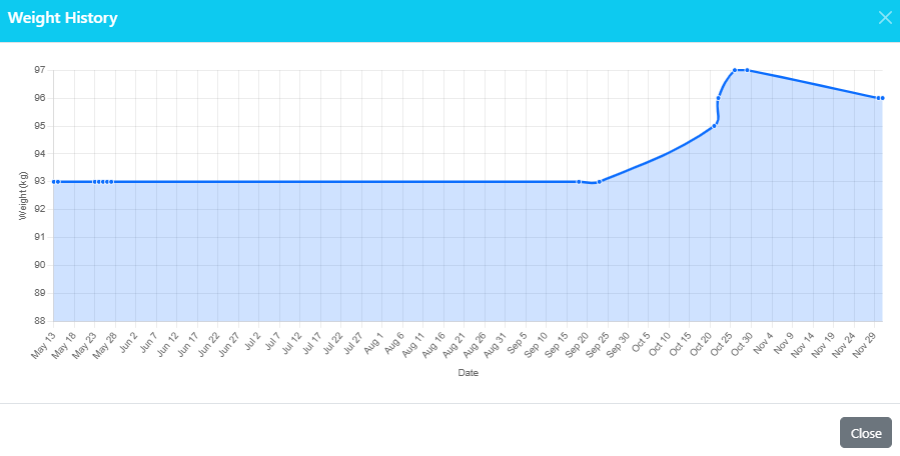 Weight History
97
96
95
94
93
92
91
90
89
88
Weight (kg)
May 13
May 18
May 23
May 28
Jun 2
Jun 7
Jun 12
Jun 17
Jun 22
Jun 27
Jul 2
Jul 7
Jul 12
Jul 17
Jul 22
Jul 27
Aug 1
Aug 6
Aug 11
Aug 16
Aug 21
Aug 26
Aug 31
Sep 5
Sep 10
Sep 15
Sep 20
Sep 25
Sep 30
Oct 5
Oct 10
Oct 15
Oct 20
Oct 25
Oct 30
Nov 4
Nov 9
Nov 14
Nov 19
Nov 24
Nov 29
Date
Close